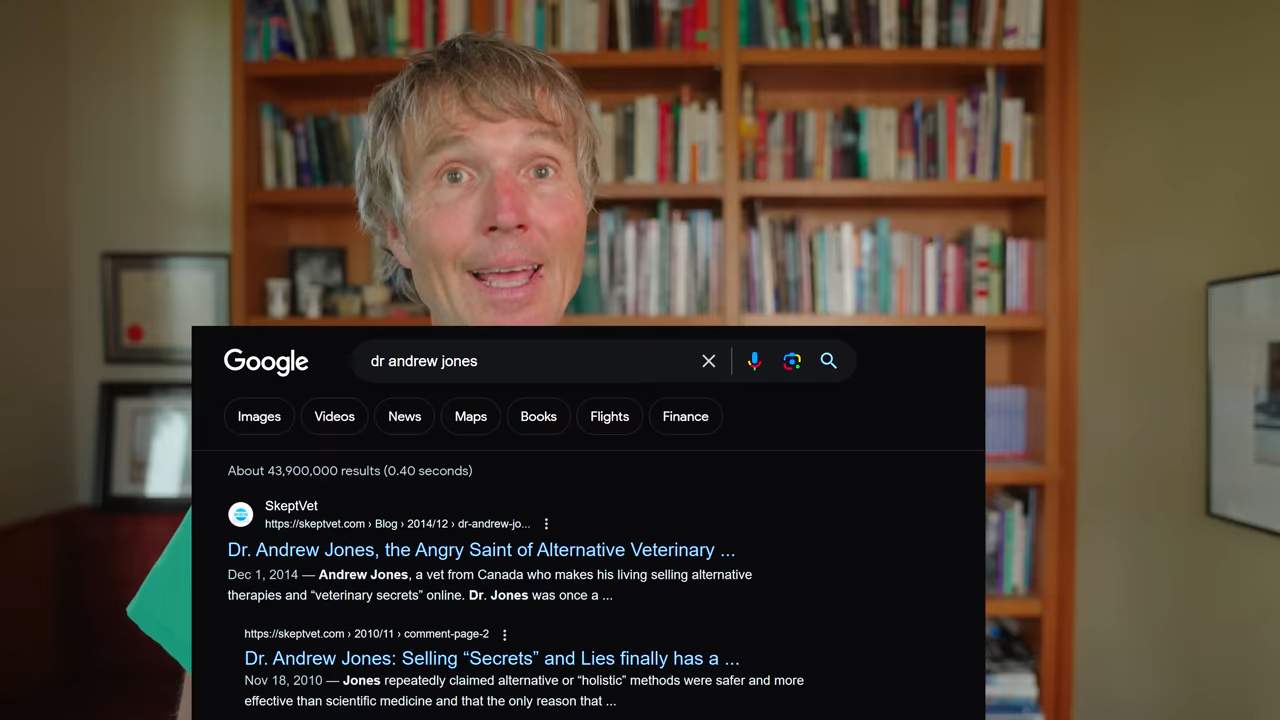 Google
dr andrew jones
Images
Videos
News
Maps
Books
Flights
Finance
About 43,900,000 results (0.40 seconds)
SkeptVet
https://skeptvet.com › Blog › 2014/12 › dr-andrew-jo...
Dr. Andrew Jones, the Angry Saint of Alternative Veterinary ...
Dec 1, 2014 — Andrew Jones, a vet from Canada who makes his living selling alternative
therapies and “veterinary secrets” online. Dr. Jones was once a ...
https://skeptvet.com › 2010/11 › comment-page-2
Dr. Andrew Jones: Selling “Secrets” and Lies finally has a ...
Nov 18, 2010 — Jones repeatedly claimed alternative or “holistic” methods were safer and more
effective than scientific medicine and that the only reason that ...